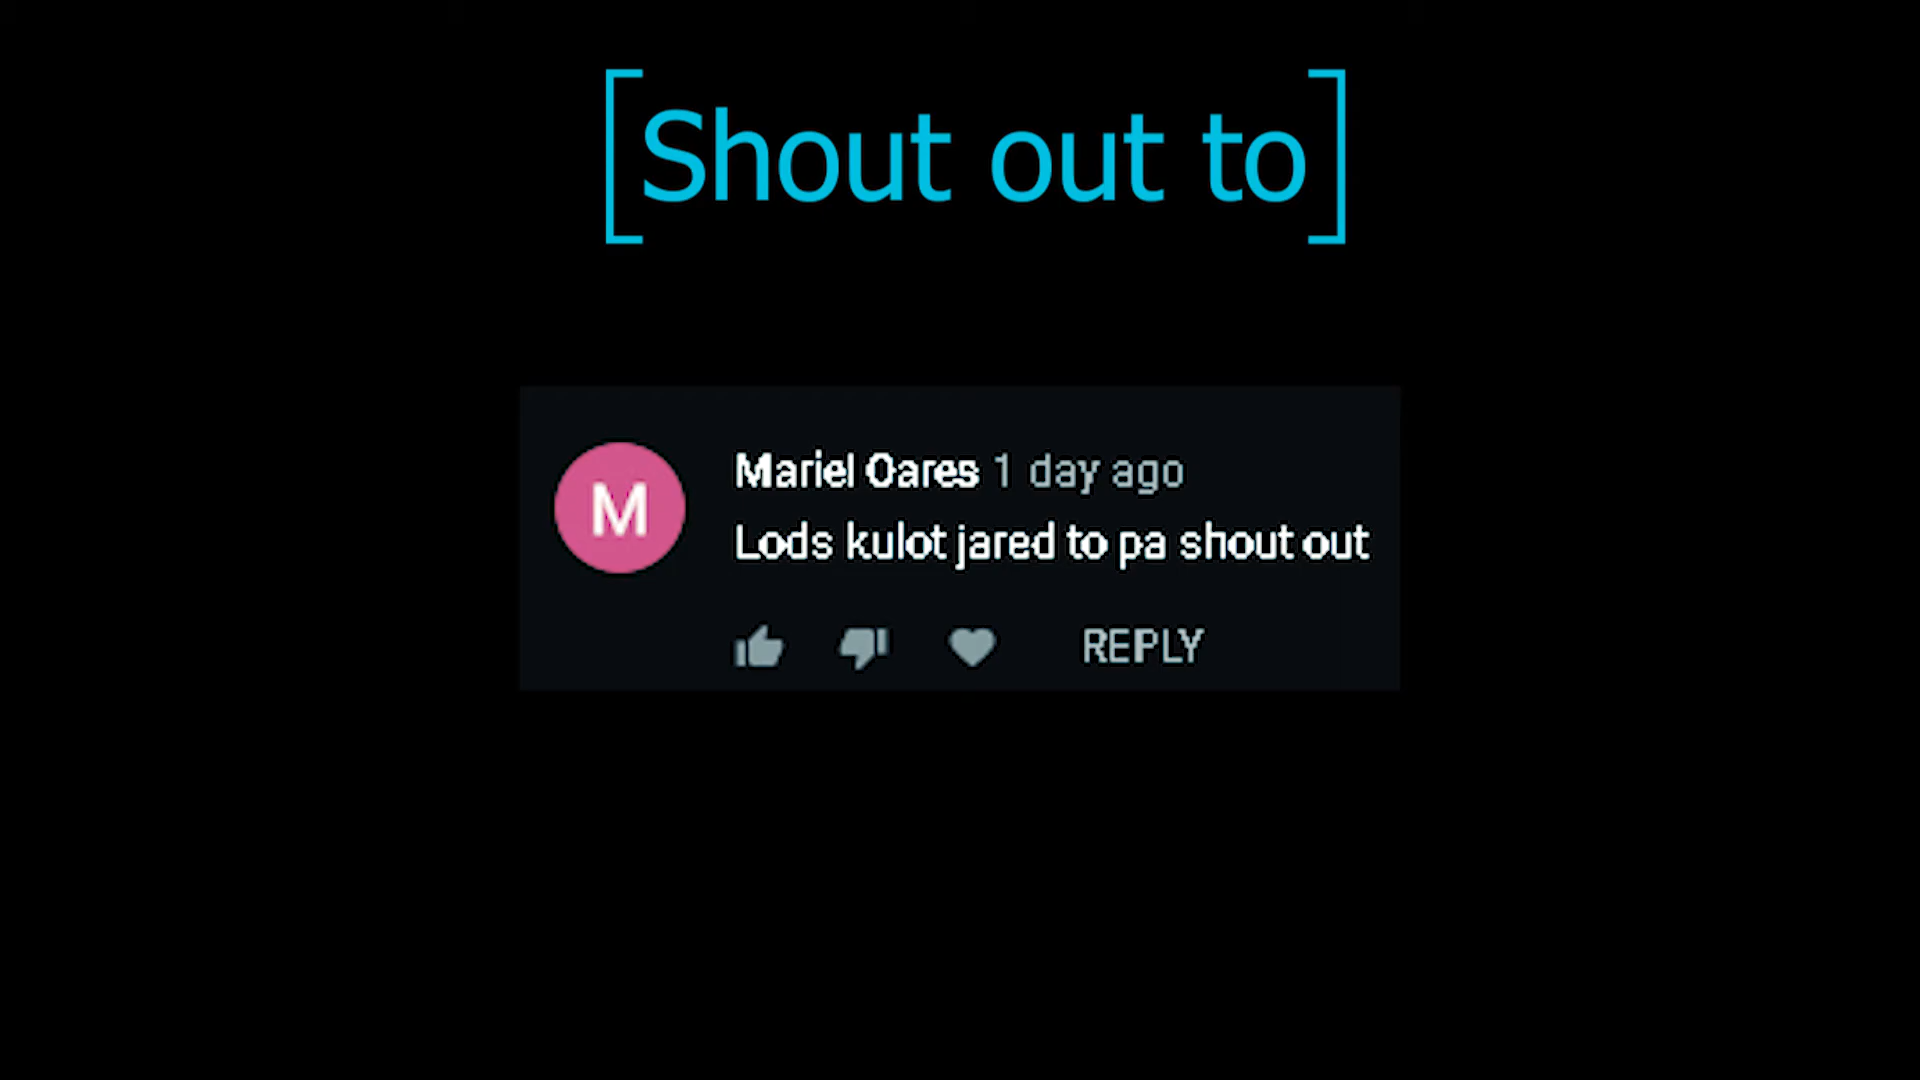 [Shout out to]
M
Mariel Oares 1 day ago
Lods kulot jared to pa shout out
REPLY